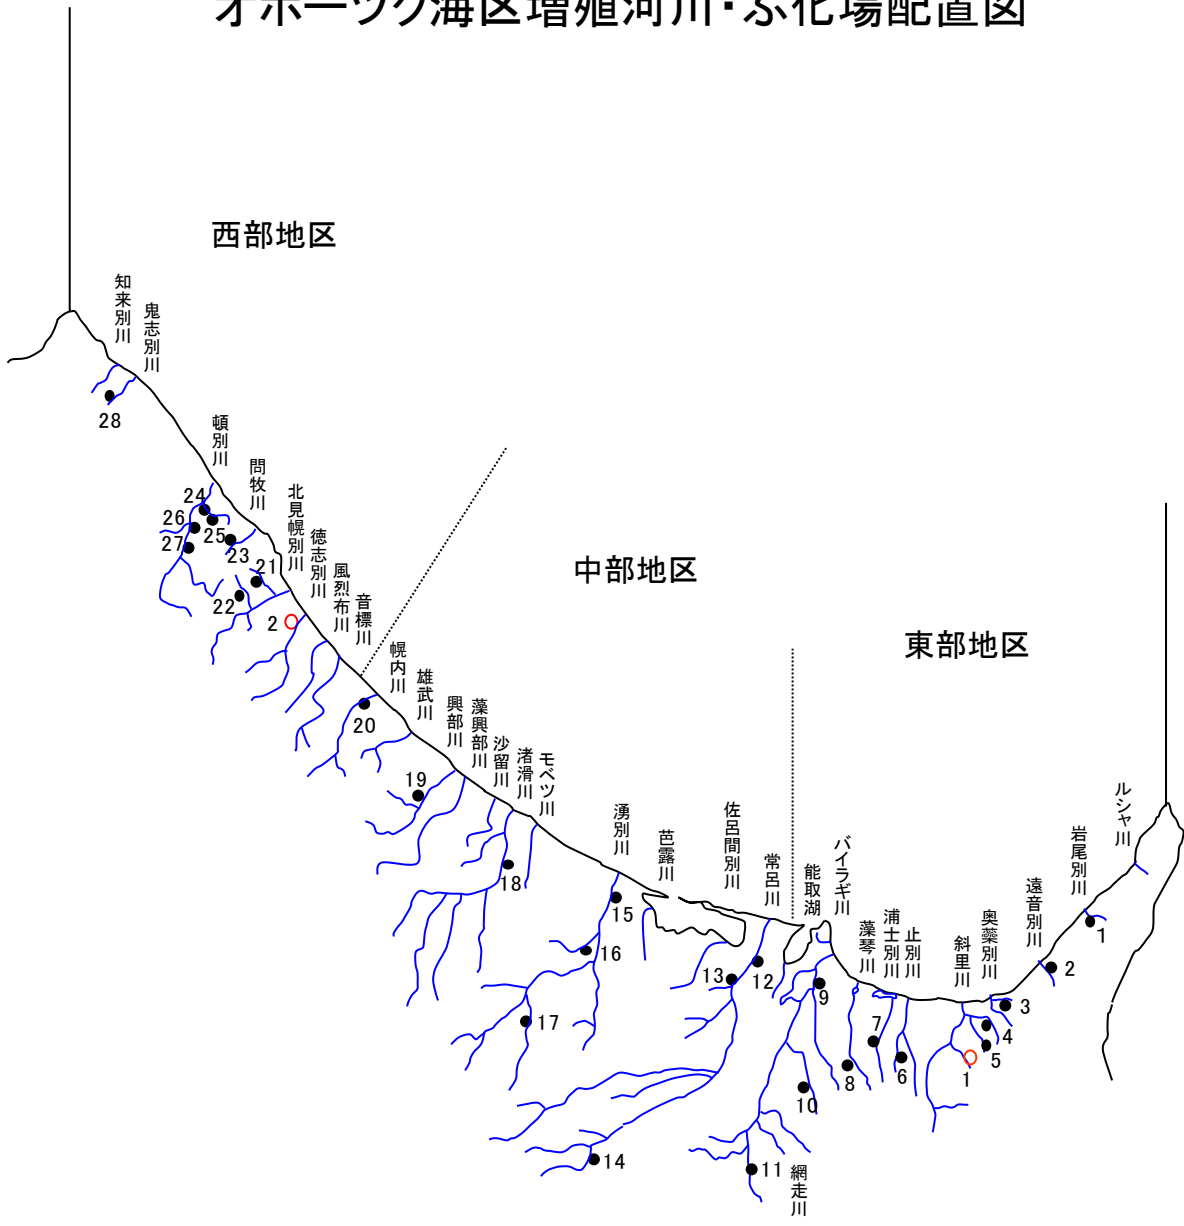 オホーツク海区増殖河川・ふ化場配置図
西部地区
中部地区
東部地区
知来別川
鬼志別川
頓別川
問牧川
北見幌別川
徳志別川
風烈布川
音標川
幌内川
雄武川
興部川
藻興部川
沙留川
渚滑川
モベツ川
湧別川
芭露川
佐呂間別川
常呂川
能取湖
バイラギ川
藻琴川
浦士別川
止別川
斜里川
奥蘂別川
遠音別川
岩尾別川
ルシャ川
網走川
28
24
26
25
27
23
21
22
2
20
19
18
15
16
17
13
12
14
9
10
11
7
8
6
1
5
4
3
2
1